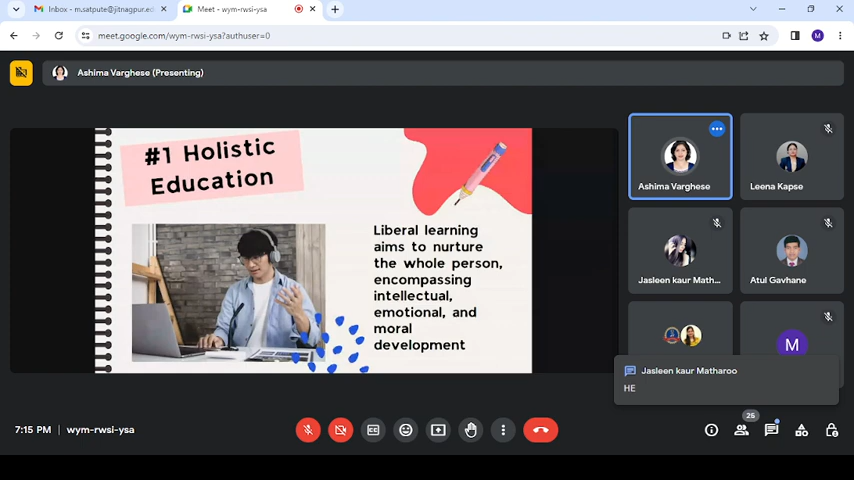 Inbox - m.satpute@jitnagpur.ed
Meet - wym-rwsi-ysa
meet.google.com/wym-rwsi-ysa?authuser=0
M
Ashima Varghese (Presenting)
#1 Holistic
Education
Liberal learning
aims to nurture
the whole person,
encompassing
intellectual,
emotional, and
moral
development
Ashima Varghese
Leena Kapse
Jasleen kaur Math...
Atul Gavhane
M
Jasleen kaur Matharoo
HE
7:15 PM | wym-rwsi-ysa
25